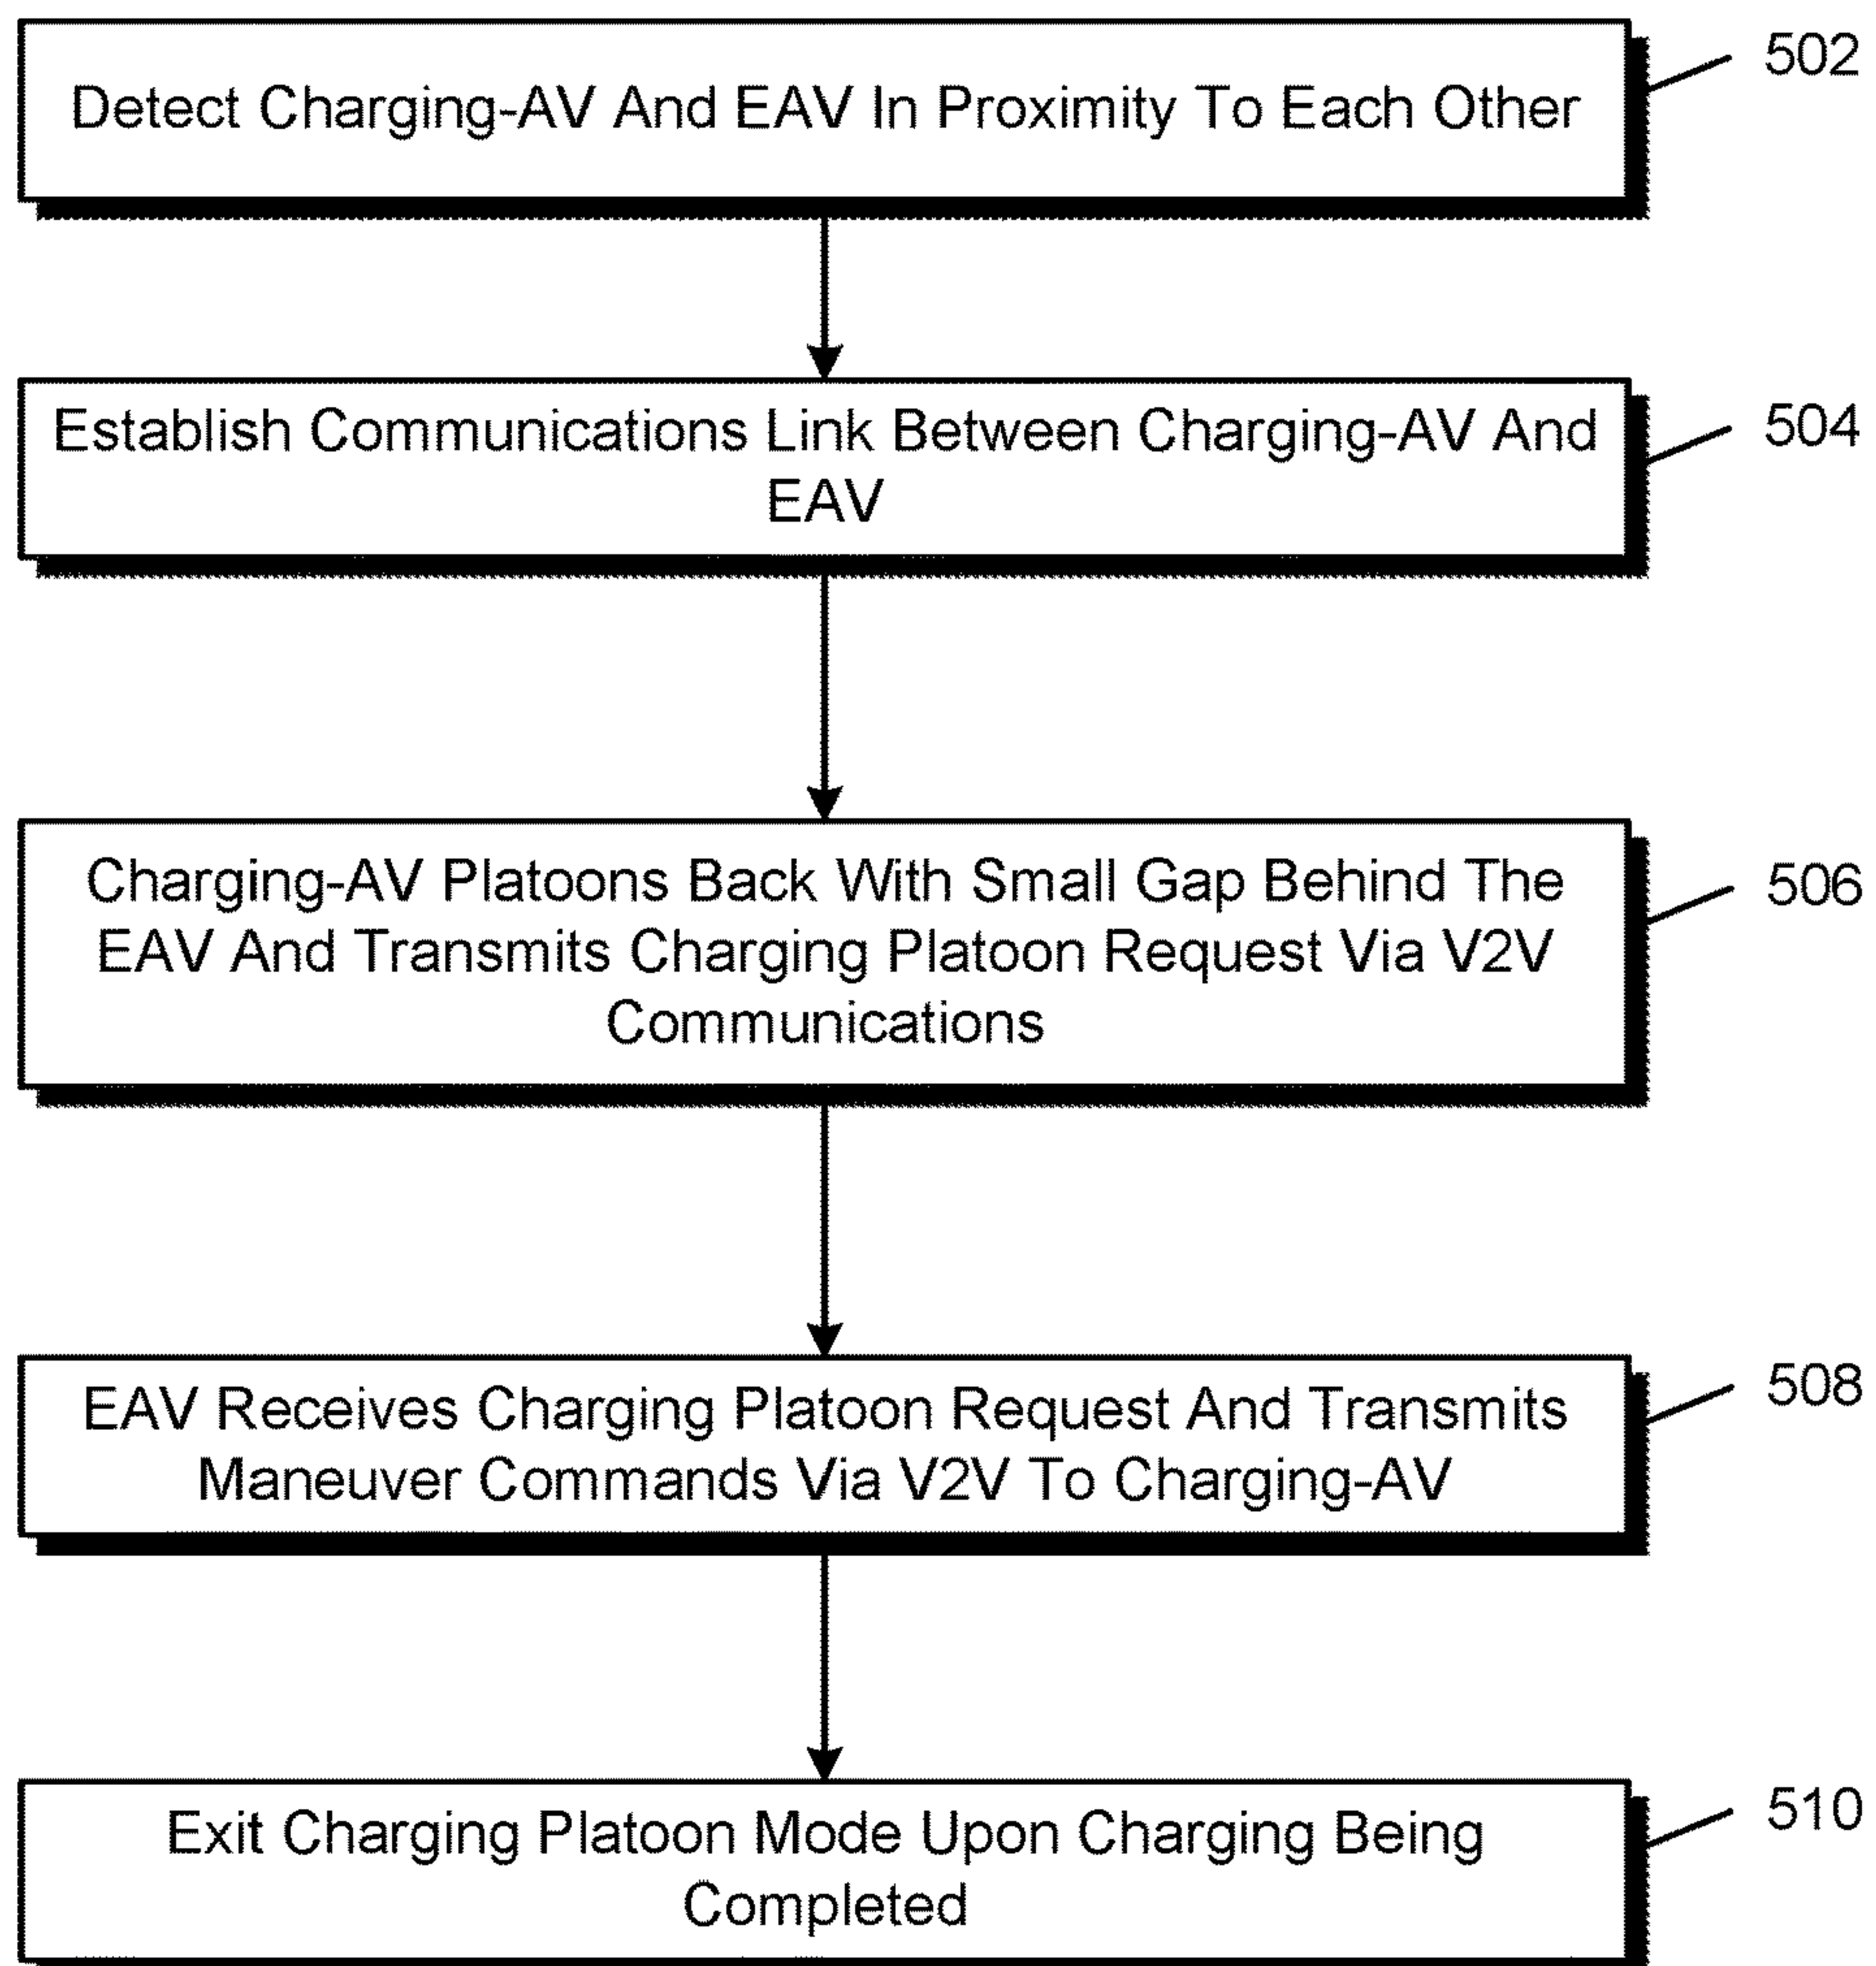 Detect Charging-AV And EAV In Proximity To Each Other
502
Establish Communications Link Between Charging-AV And
EAV
504
Charging-AV Platoons Back With Small Gap Behind The
EAV And Transmits Charging Platoon Request Via V2V
Communications
506
EAV Receives Charging Platoon Request And Transmits
Maneuver Commands Via V2V To Charging-AV
508
Exit Charging Platoon Mode Upon Charging Being
Completed
510